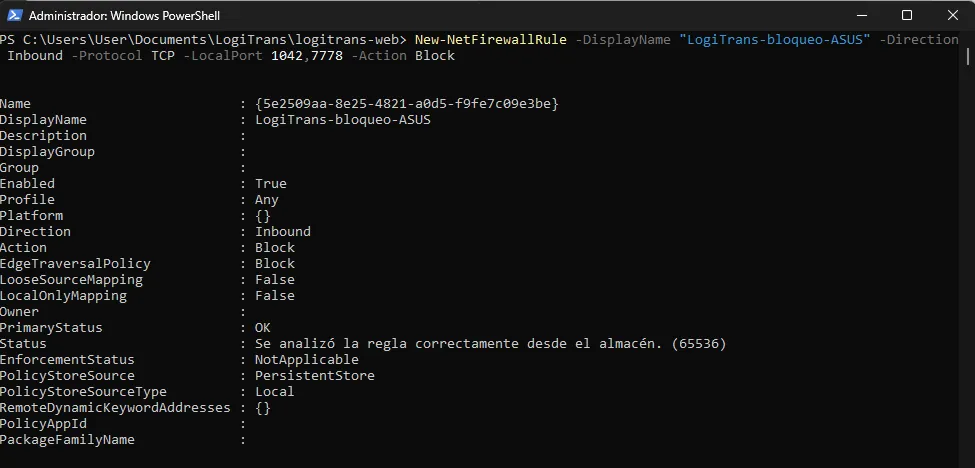 Administrador: Windows PowerShell
PS C:\Users\User\Documents\LogiTrans\logitrans-web> New-NetFirewallRule -DisplayName "LogiTrans-bloqueo-ASUS" -Direction
 Inbound -Protocol TCP -LocalPort 1042,7778 -Action Block
Name                          : {5e2509aa-8e25-4821-a0d5-f9fe7c09e3be}
DisplayName                   : LogiTrans-bloqueo-ASUS
Description                   :
DisplayGroup                  :
Group                         :
Enabled                       : True
Profile                       : Any
Platform                      : {}
Direction                     : Inbound
Action                        : Block
EdgeTraversalPolicy           : Block
LooseSourceMapping            : False
LocalOnlyMapping              : False
Owner                         :
PrimaryStatus                 : OK
Status                        : Se analizó la regla correctamente desde el almacén. (65536)
EnforcementStatus             : NotApplicable
PolicyStoreSource             : PersistentStore
PolicyStoreSourceType         : Local
RemoteDynamicKeywordAddresses : {}
PolicyAppId                   :
PackageFamilyName             :